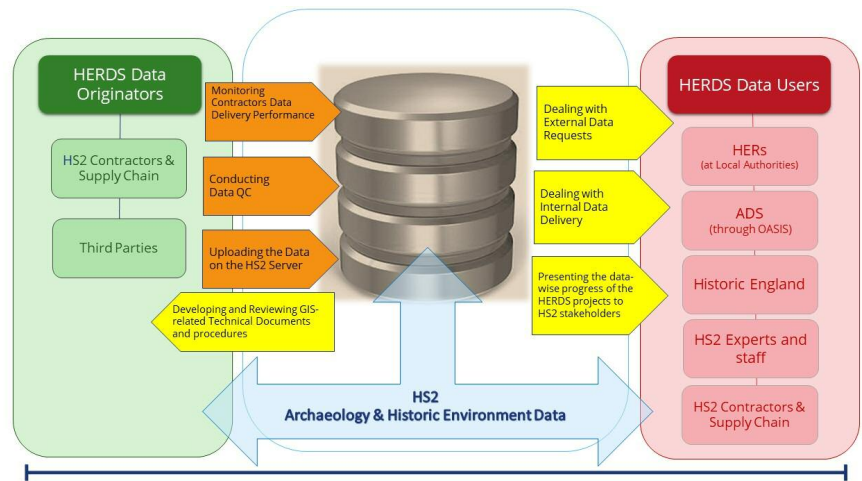 HERDS Data
Originators
HS2 Contractors &
Supply Chain
Third Parties
Monitoring
Contractors Data
Delivery Performance
Conducting
Data QC
Uploading the Data
on the HS2 Server
Developing and Reviewing GIS-
related Technical Documents
and procedures
Dealing with
External Data
Requests
Dealing with
Internal Data
Delivery
Presenting the data-
wise progress of the
HERDS projects to
HS2 stakeholders
HERDS Data Users
HERs
(at Local Authorities)
ADS
(through OASIS)
Historic England
HS2 Experts and
staff
HS2 Contractors &
Supply Chain
HS2
Archaeology & Historic Environment Data